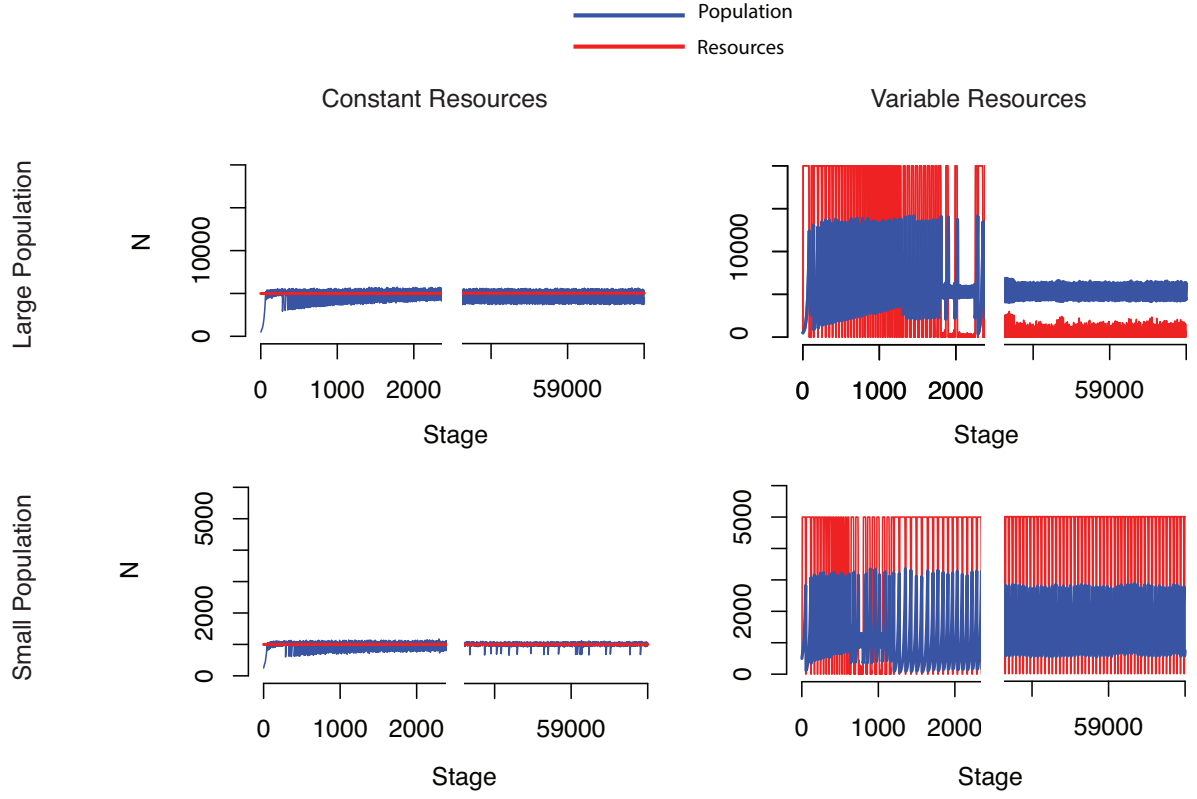 Population
Resources
Constant Resources
Variable Resources
Large Population
N
10000
0
0 1000 2000 59000
Stage
N
10000
0
0 1000 2000 59000
Stage
Small Population
N
5000
2000
0
0 1000 2000 59000
Stage
5000
2000
0
0 1000 2000 59000
Stage